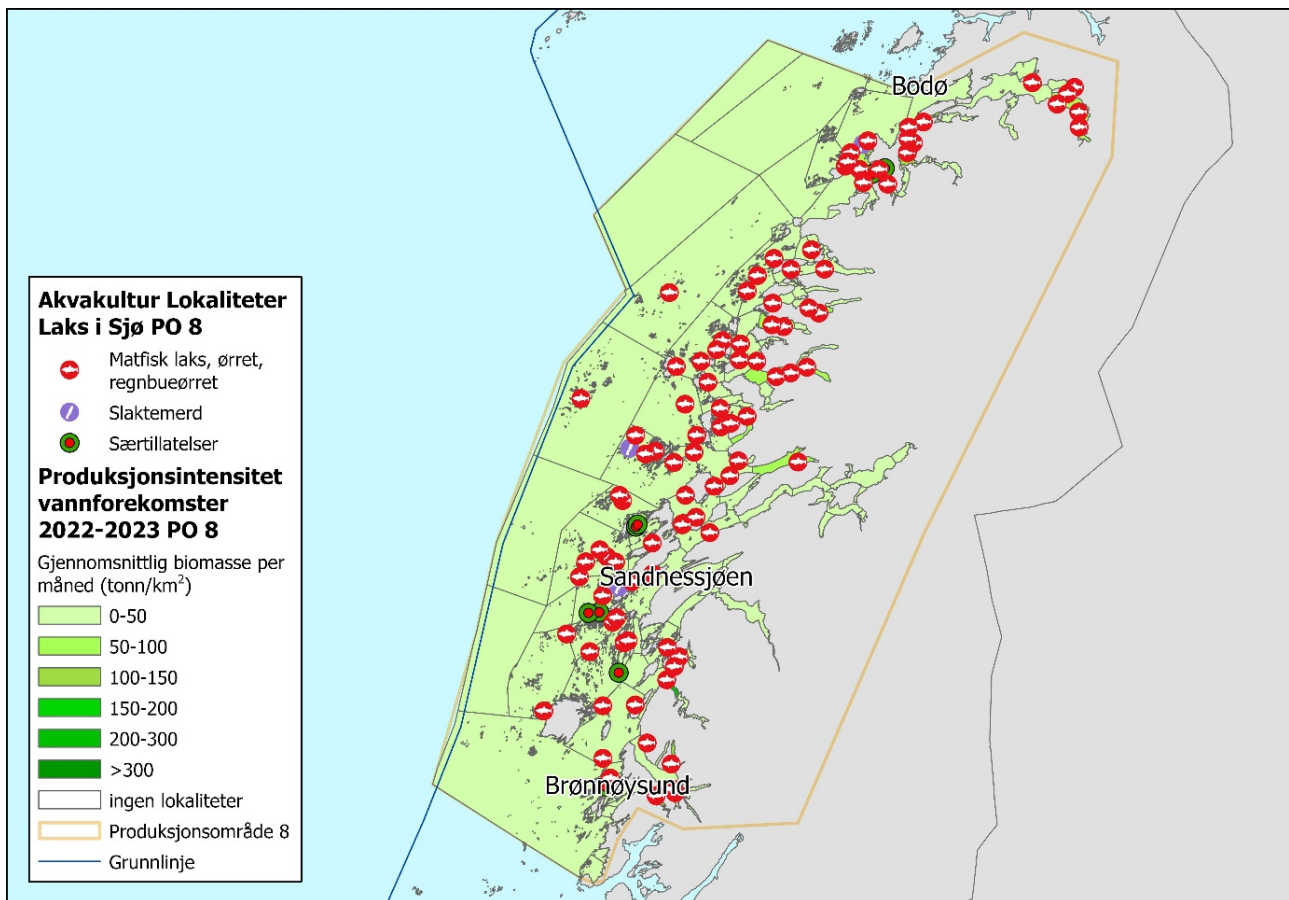 Bodø
Akvakultur Lokaliteter
Laks i Sjø PO 8
Matfisk laks, ørret,
regnbueørret
Slaktemerd
Særtillatelser
Produksjonsintensitet
vannforekomster
2022-2023 PO 8
Gjennomsnittlig biomasse per
måned (tonn/km²)
0-50
50-100
100-150
150-200
200-300
>300
ingen lokaliteter
Produksjonsområde 8
Grunnlinje
Sandnessjøen
Brønnøysund